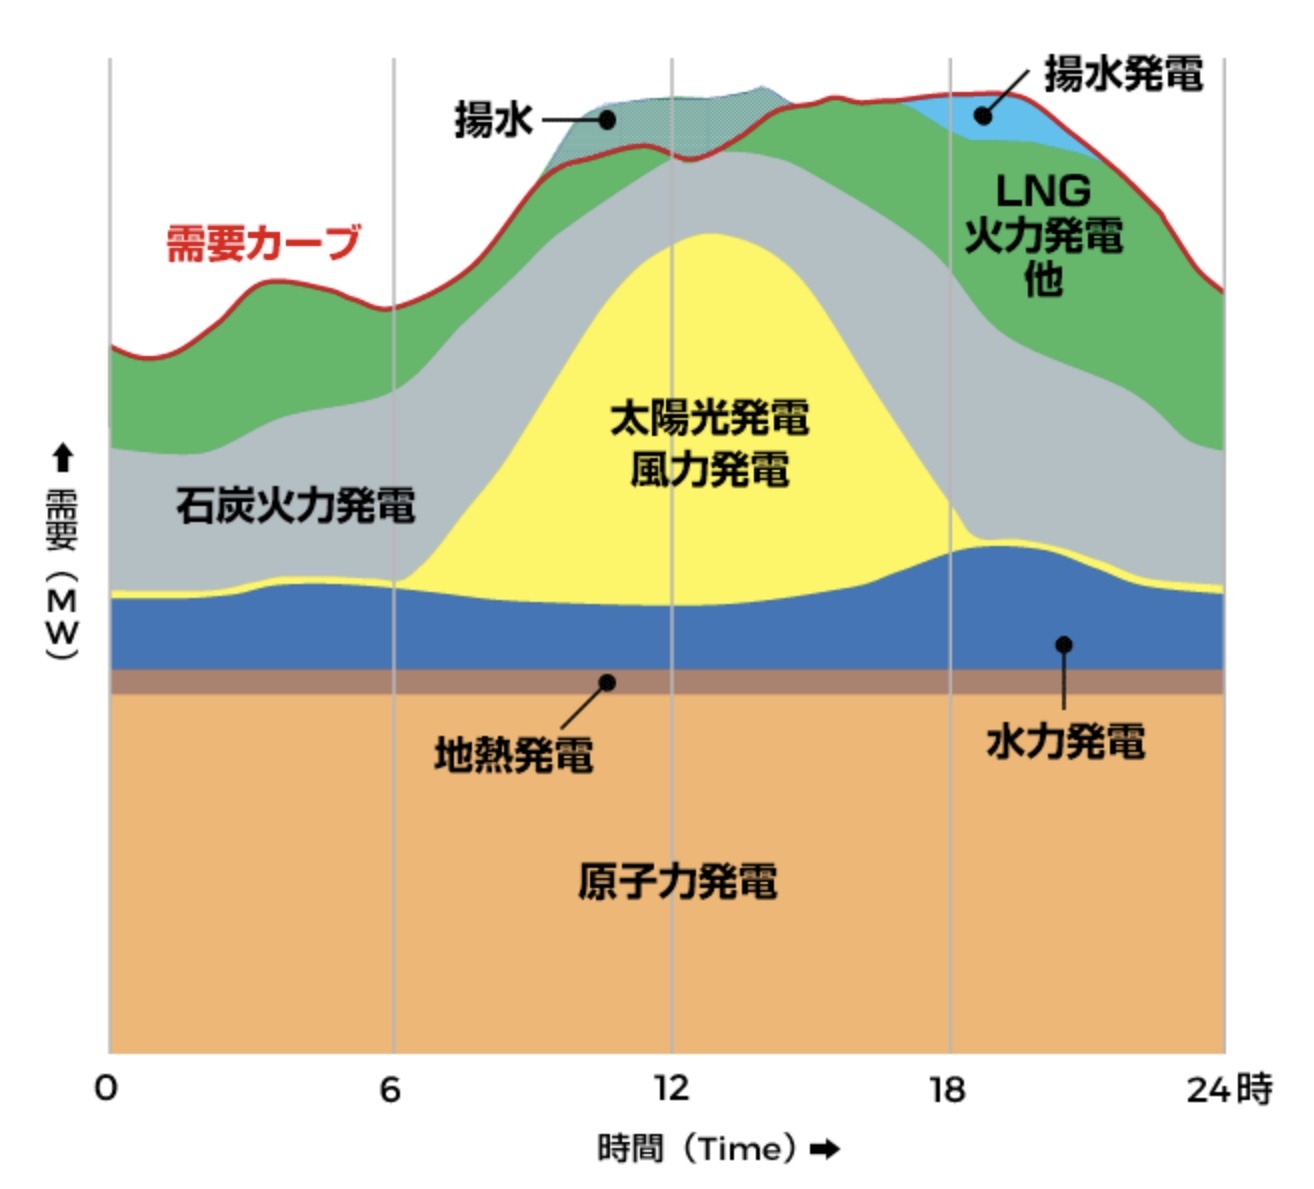 揚水発電
揚水
需要カーブ
LNG
火力発電
他
太陽光発電
風力発電
石炭火力発電
水力発電
地熱発電
原子力発電
➡ 需要（MW）
0
6
12
18
24時
時間（Time）➡